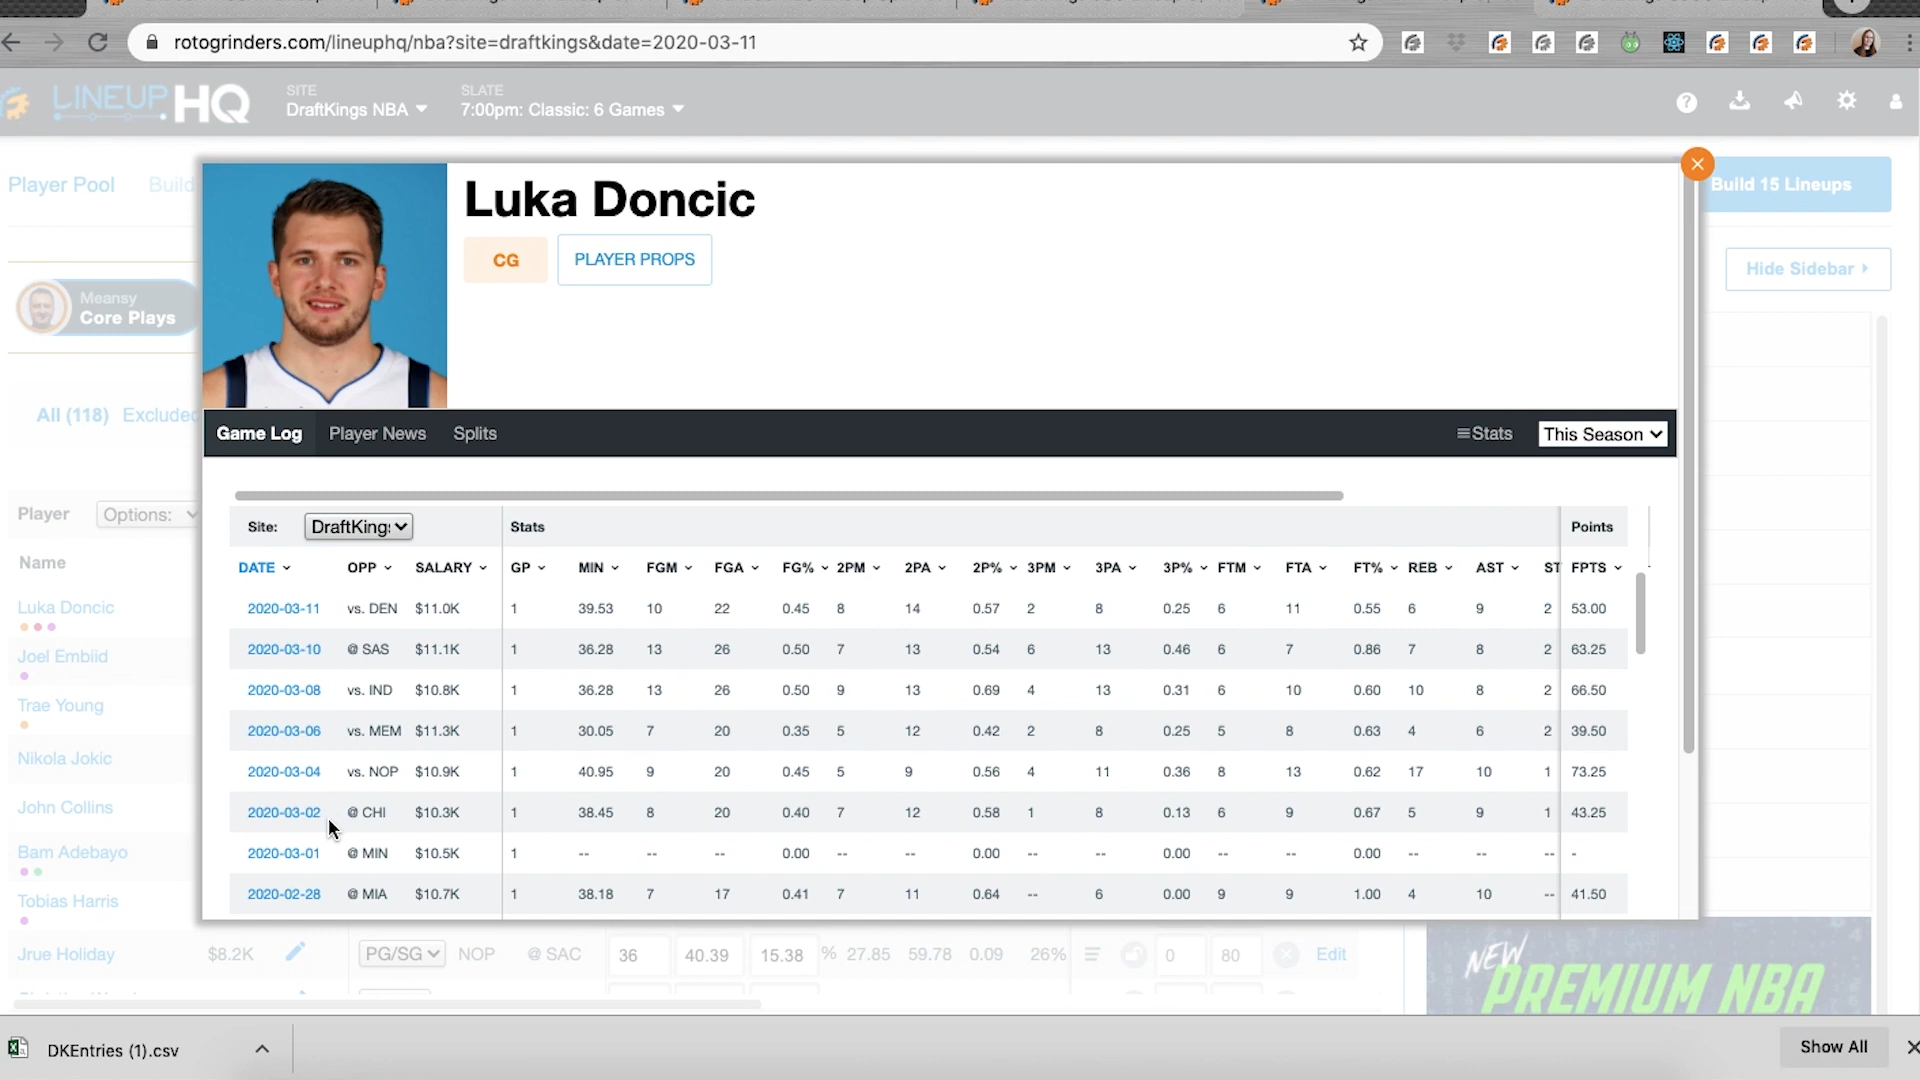 rotogrinders.com/lineuphq/nba?site=draftkings&date=2020-03-11
LINEUP HQ
SITE
DraftKings NBA
SLATE
7:00pm: Classic: 6 Games
Player Pool Build
Build 15 Lineups
Luka Doncic
CG PLAYER PROPS
Hide Sidebar
Meansy
Core Plays
All (118) Excluded
Game Log Player News Splits Stats This Season
Player Options:
Site: DraftKing Stats Points
Name
DATE OPP SALARY GP MIN FGM FGA FG% 2PM 2PA 2P% 3PM 3PA 3P% FTM FTA FT% REB AST ST FPTS
2020-03-11 vs. DEN $11.0K 1 39.53 10 22 0.45 8 14 0.57 2 8 0.25 6 11 0.55 6 9 2 53.00
2020-03-10 @ SAS $11.1K 1 36.28 13 26 0.50 7 13 0.54 6 13 0.46 6 7 0.86 7 8 2 63.25
2020-03-08 vs. IND $10.8K 1 36.28 13 26 0.50 9 13 0.69 4 13 0.31 6 10 0.60 10 8 2 66.50
2020-03-06 vs. MEM $11.3K 1 30.05 7 20 0.35 5 12 0.42 2 8 0.25 5 8 0.63 4 6 2 39.50
2020-03-04 vs. NOP $10.9K 1 40.95 9 20 0.45 5 9 0.56 4 11 0.36 8 13 0.62 17 10 1 73.25
2020-03-02 @ CHI $10.3K 1 38.45 8 20 0.40 7 12 0.58 1 8 0.13 6 9 0.67 5 9 1 43.25
2020-03-01 @ MIN $10.5K 1 -- -- -- 0.00 -- -- 0.00 -- -- 0.00 -- -- 0.00 -- -- -- -
2020-02-28 @ MIA $10.7K 1 38.18 7 17 0.41 7 11 0.64 -- 6 0.00 9 9 1.00 4 10 -- 41.50
Luka Doncic
Joel Embiid
Trae Young
Nikola Jokic
John Collins
Bam Adebayo
Tobias Harris
Jrue Holiday $8.2K PG/SG NOP @ SAC 36 40.39 15.38 % 27.85 59.78 0.09 26% 0 80 Edit
NEW
PREMIUM NBA
DKEntries (1).csv
Show All